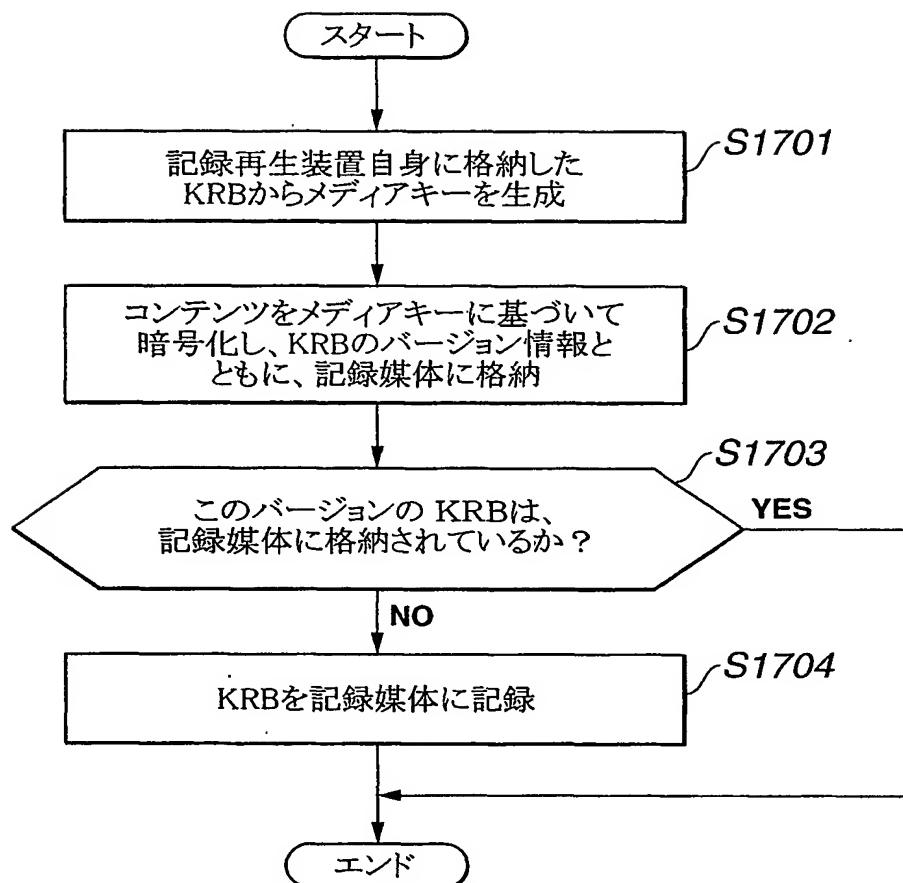 スタート
S1701
記録再生装置自身に格納した
KRBからメディアキーを生成
S1702
コンテンツをメディアキーに基づいて
暗号化し、KRBのバージョン情報と
ともに、記録媒体に格納
S1703
このバージョンの KRBは、
記録媒体に格納されているか？
YES
NO
S1704
KRBを記録媒体に記録
エンド